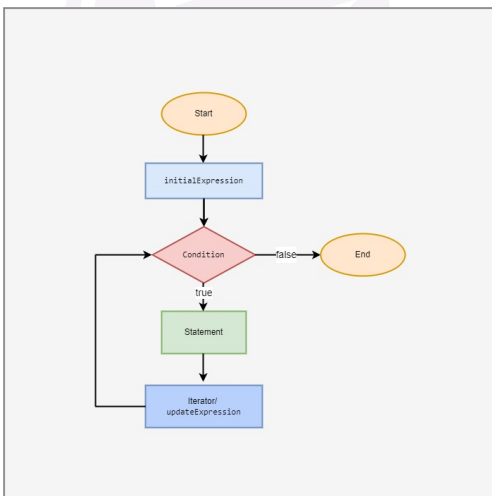 Start
initialExpression
Condition
false
End
true
Statement
Iterator/
updateExpression